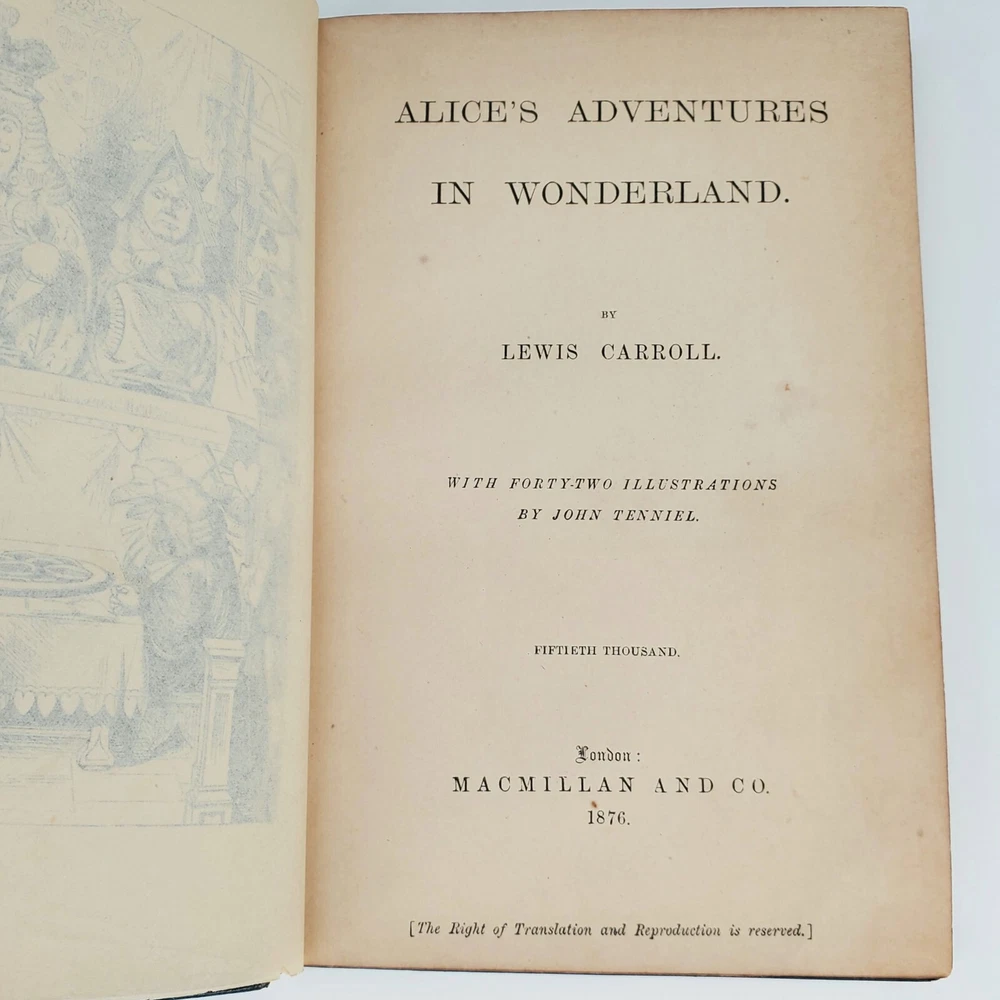 ALICE'S ADVENTURES
IN WONDERLAND.
BY
LEWIS CARROLL.
WITH FORTY-TWO ILLUSTRATIONS
BY JOHN TENNIEL.
FIFTIETH THOUSAND.
London:
MACMILLAN AND CO.
1876.
[The Right of Translation and Reproduction is reserved.]